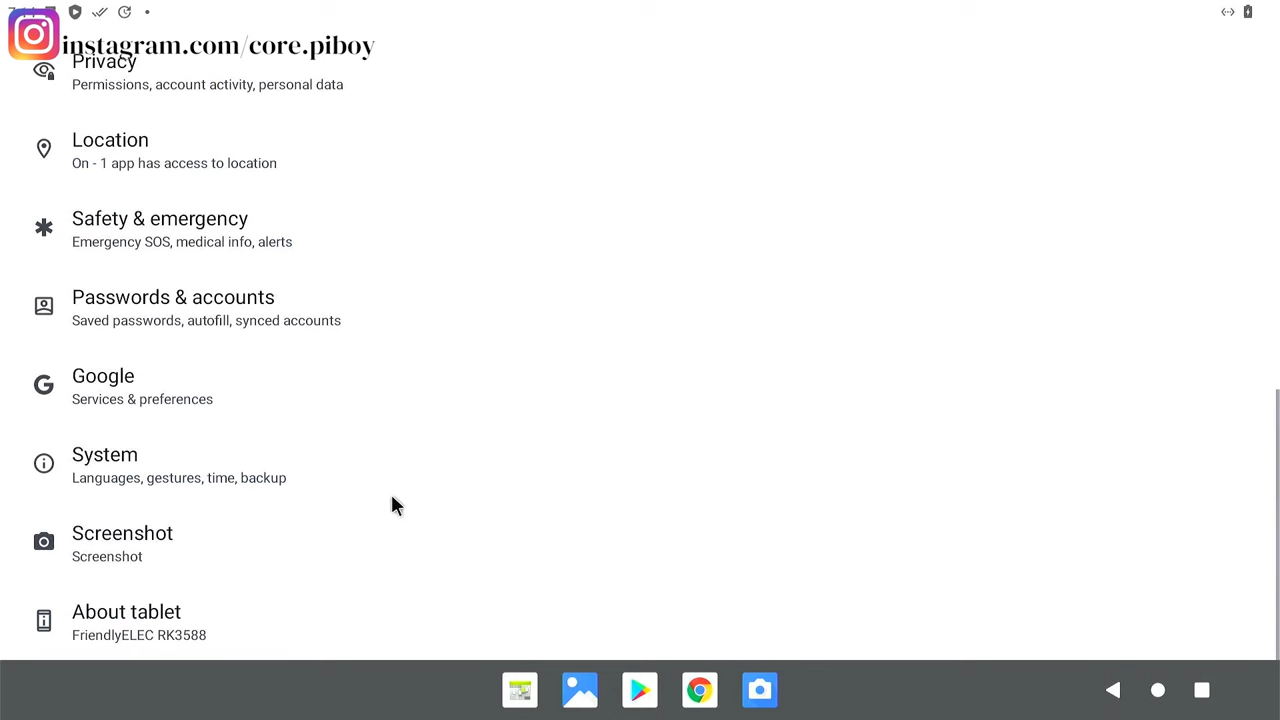 instagram.com/core.piboy
Privacy
Permissions, account activity, personal data
Location
On - 1 app has access to location
Safety & emergency
Emergency SOS, medical info, alerts
Passwords & accounts
Saved passwords, autofill, synced accounts
Google
Services & preferences
System
Languages, gestures, time, backup
Screenshot
Screenshot
About tablet
FriendlyELEC RK3588